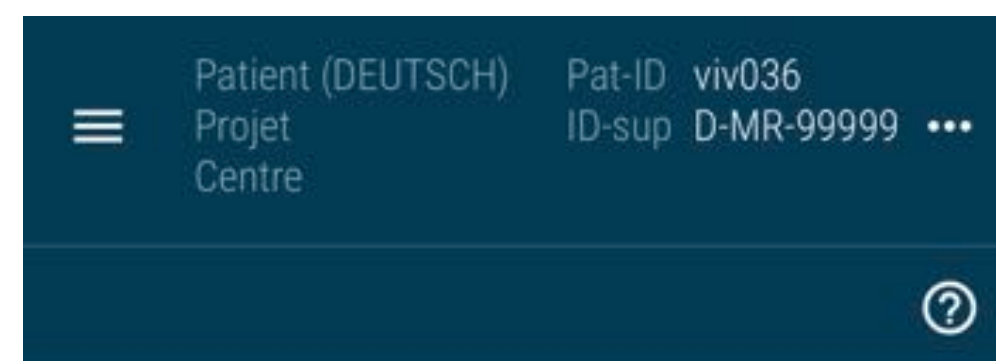 Patient (DEUTSCH) Pat-ID viv036
Projet ID-sup D-MR-99999 •••
Centre
?